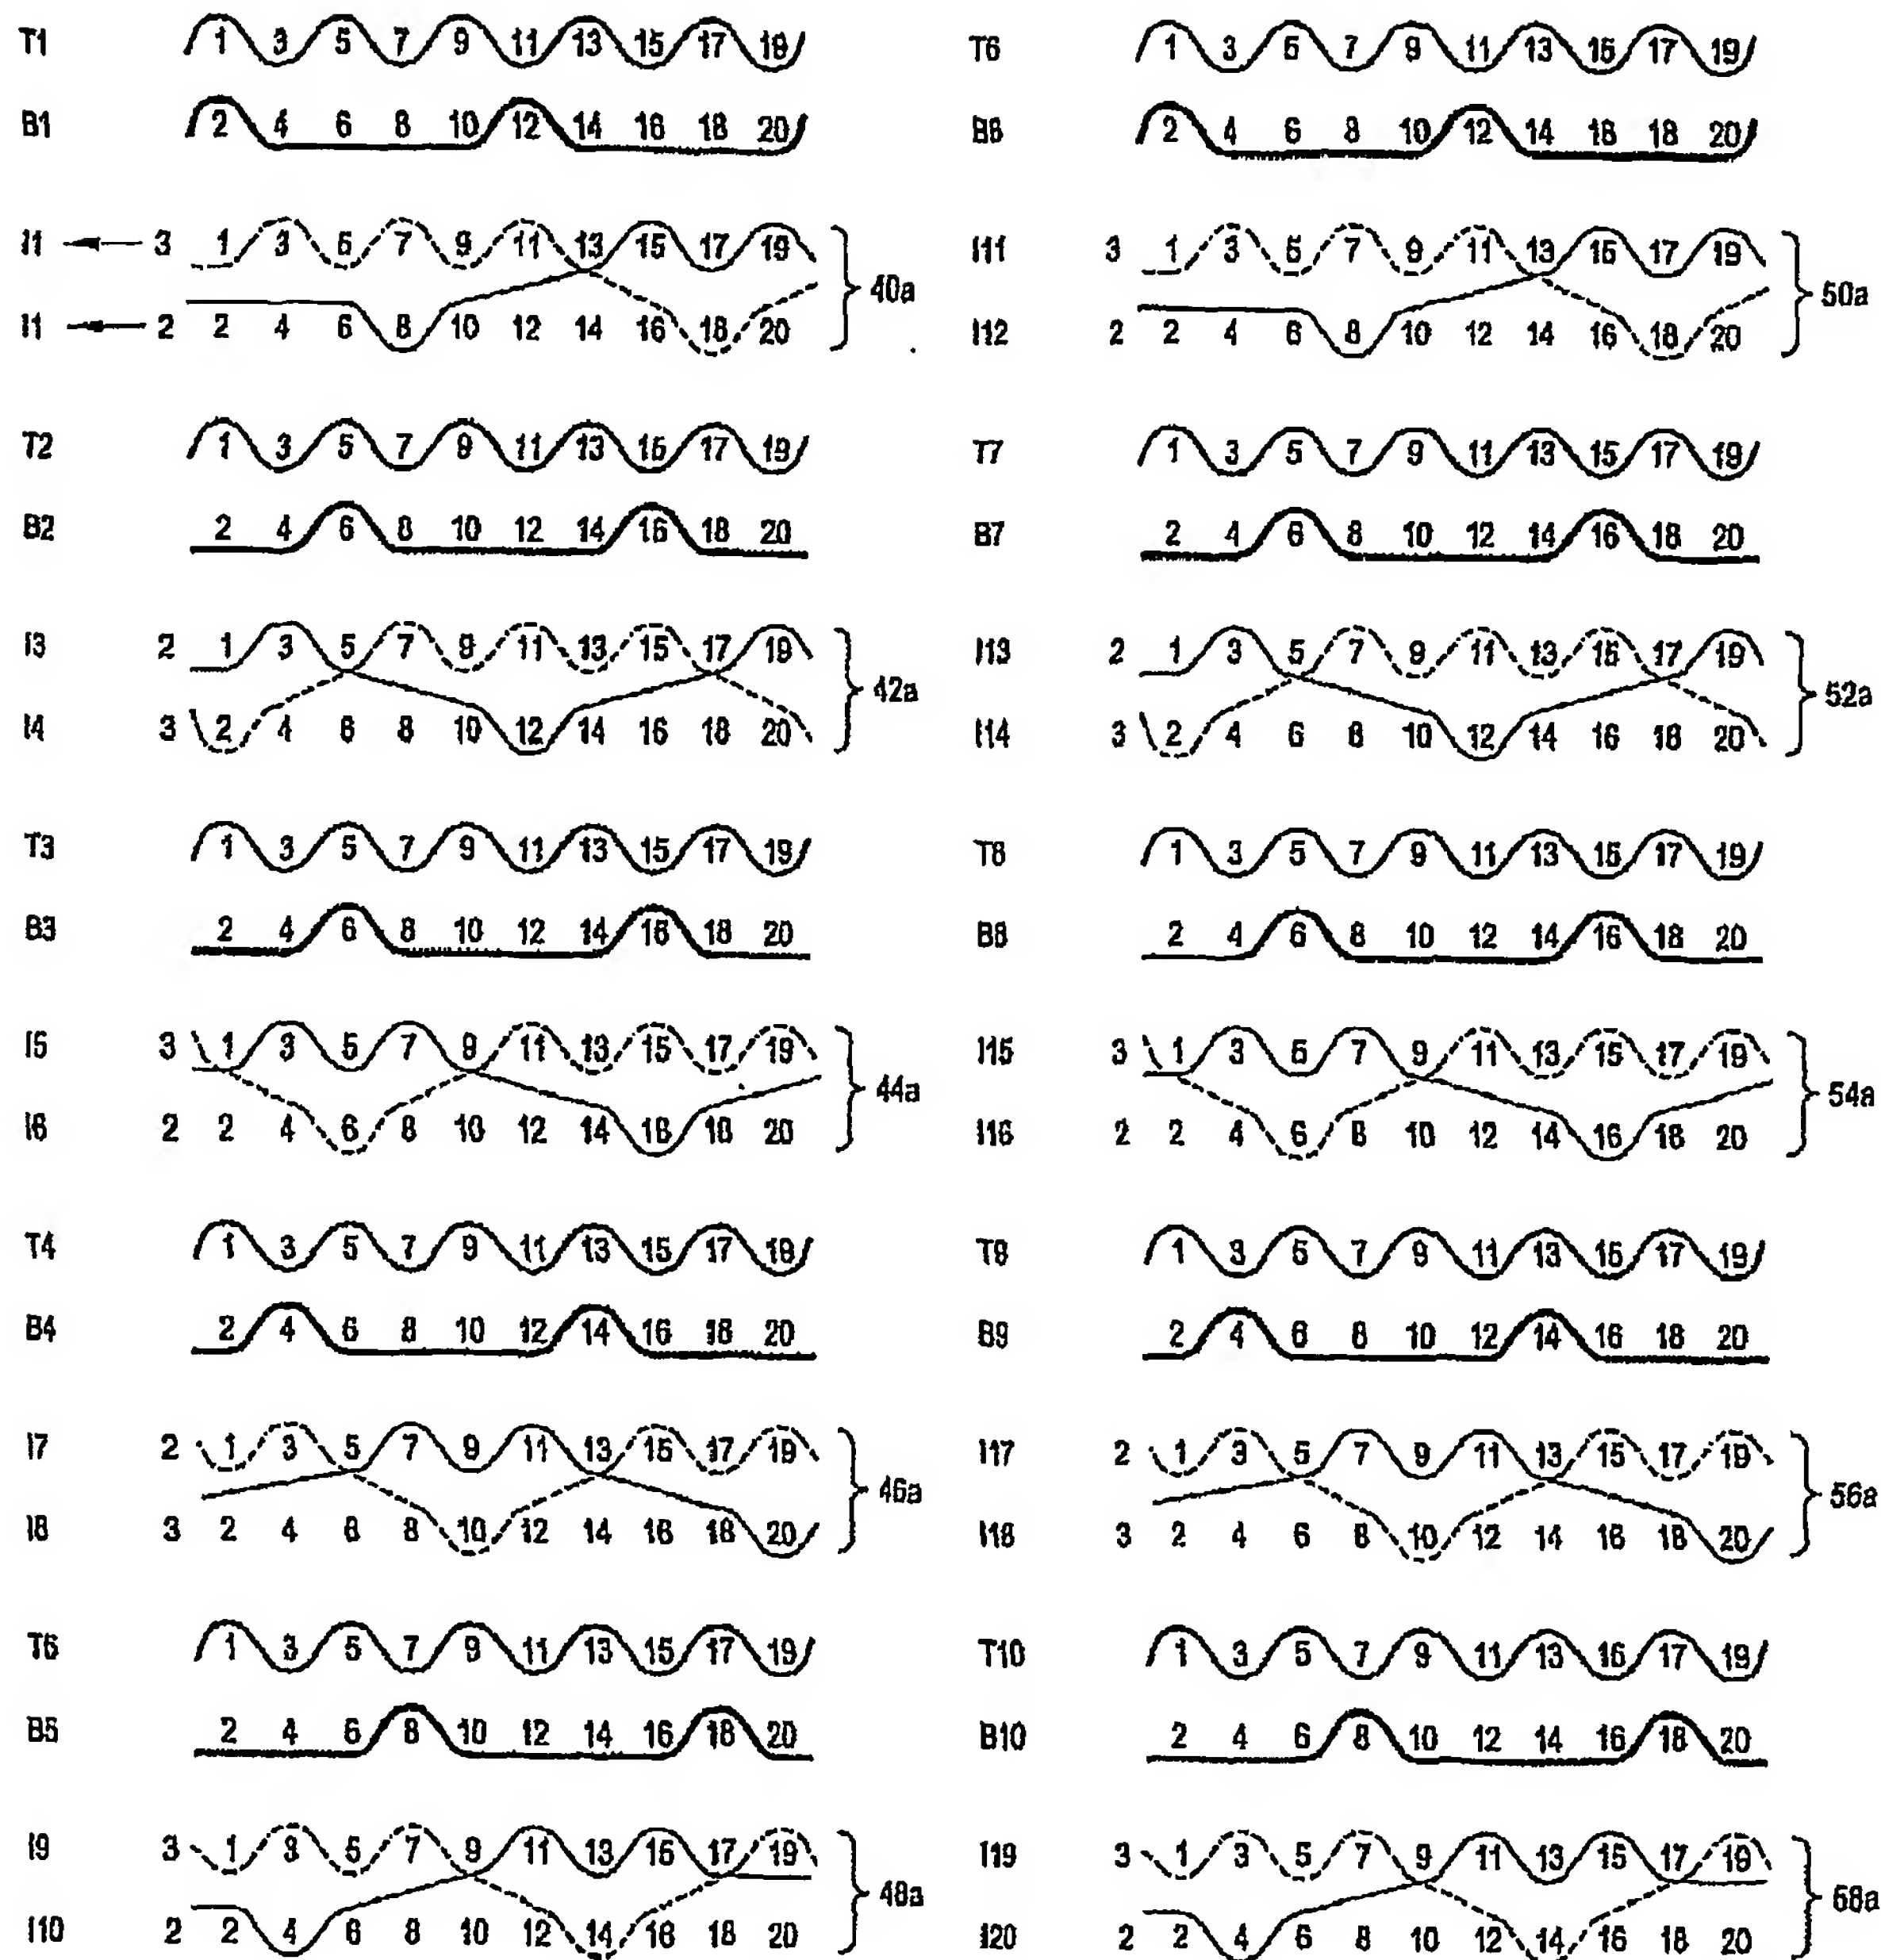 T1 1 3 5 7 9 11 13 15 17 19
B1 2 4 6 8 10 12 14 16 18 20
I1 3 1 3 5 7 9 11 13 15 17 19
I1 2 2 4 6 8 10 12 14 16 18 20
40a
T2 1 3 5 7 9 11 13 15 17 19
B2 2 4 6 8 10 12 14 16 18 20
I3 2 1 3 5 7 9 11 13 15 17 19
I4 3 2 4 6 8 10 12 14 16 18 20
42a
T3 1 3 5 7 9 11 13 15 17 19
B3 2 4 6 8 10 12 14 16 18 20
I5 3 1 3 5 7 9 11 13 15 17 19
I6 2 2 4 6 8 10 12 14 16 18 20
44a
T4 1 3 5 7 9 11 13 15 17 19
B4 2 4 6 8 10 12 14 16 18 20
I7 2 1 3 5 7 9 11 13 15 17 19
I8 3 2 4 6 8 10 12 14 16 18 20
46a
T5 1 3 5 7 9 11 13 15 17 19
B5 2 4 6 8 10 12 14 16 18 20
I9 3 1 3 5 7 9 11 13 15 17 19
I10 2 2 4 6 8 10 12 14 16 18 20
48a
T6 1 3 5 7 9 11 13 15 17 19
B6 2 4 6 8 10 12 14 16 18 20
I11 3 1 3 5 7 9 11 13 15 17 19
I12 2 2 4 6 8 10 12 14 16 18 20
50a
T7 1 3 5 7 9 11 13 15 17 19
B7 2 4 6 8 10 12 14 16 18 20
I13 2 1 3 5 7 9 11 13 15 17 19
I14 3 2 4 6 8 10 12 14 16 18 20
52a
T8 1 3 5 7 9 11 13 15 17 19
B8 2 4 6 8 10 12 14 16 18 20
I15 3 1 3 5 7 9 11 13 15 17 19
I16 2 2 4 6 8 10 12 14 16 18 20
54a
T9 1 3 5 7 9 11 13 15 17 19
B9 2 4 6 8 10 12 14 16 18 20
I17 2 1 3 5 7 9 11 13 15 17 19
I18 3 2 4 6 8 10 12 14 16 18 20
56a
T10 1 3 5 7 9 11 13 15 17 19
B10 2 4 6 8 10 12 14 16 18 20
I19 3 1 3 5 7 9 11 13 15 17 19
I20 2 2 4 6 8 10 12 14 16 18 20
58a